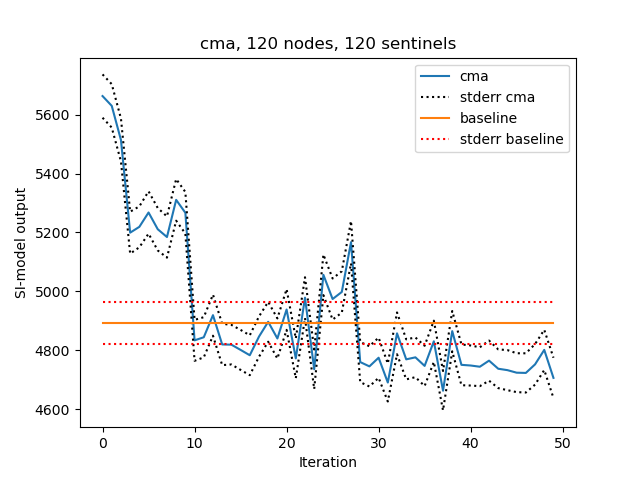 cma, 120 nodes, 120 sentinels
cma
stderr cma
baseline
stderr baseline
5600
5400
5200
5000
4800
4600
SI-model output
0 10 20 30 40 50
Iteration